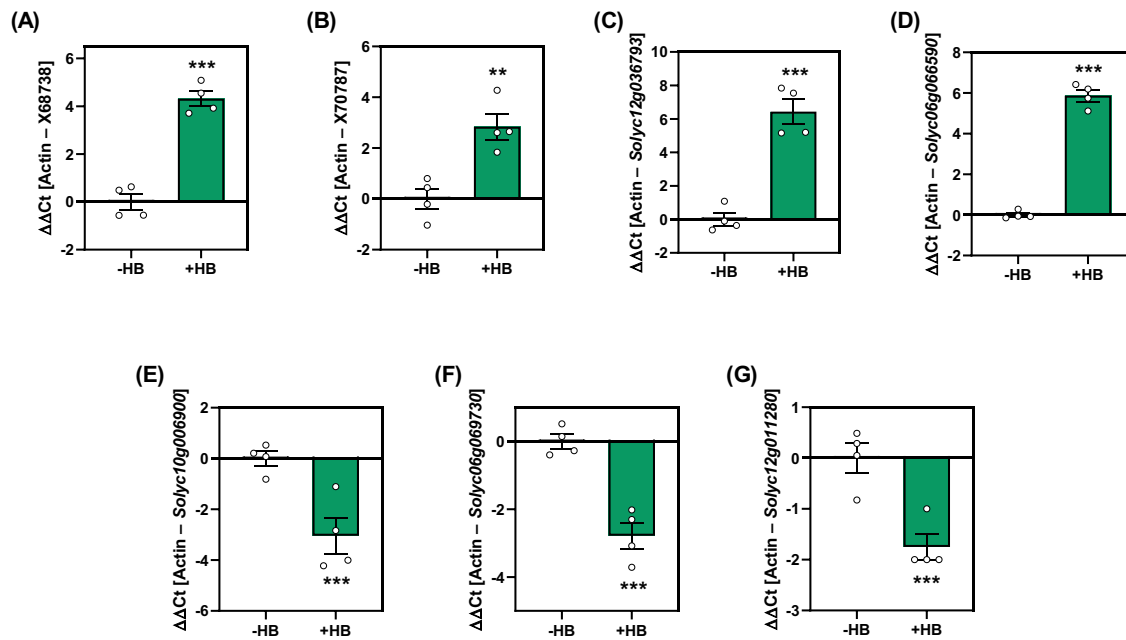 (A)
ΔΔCt [Actin – X68738]
6
4
2
0
-2
***
-HB
+HB
(B)
ΔΔCt [Actin – X70787]
6
4
2
0
-2
**
-HB
+HB
(C)
ΔΔCt [Actin – Solyc12g036793]
10
8
6
4
2
0
-2
***
-HB
+HB
(D)
ΔΔCt [Actin – Solyc06g066590]
8
6
4
2
0
-2
***
-HB
+HB
(E)
ΔΔCt [Actin – Solyc10g006900]
2
0
-2
-4
-6
***
-HB
+HB
(F)
ΔΔCt [Actin – Solyc06g069730]
0
-2
-4
***
-HB
+HB
(G)
ΔΔCt [Actin – Solyc12g011280]
1
0
-1
-2
-3
***
-HB
+HB